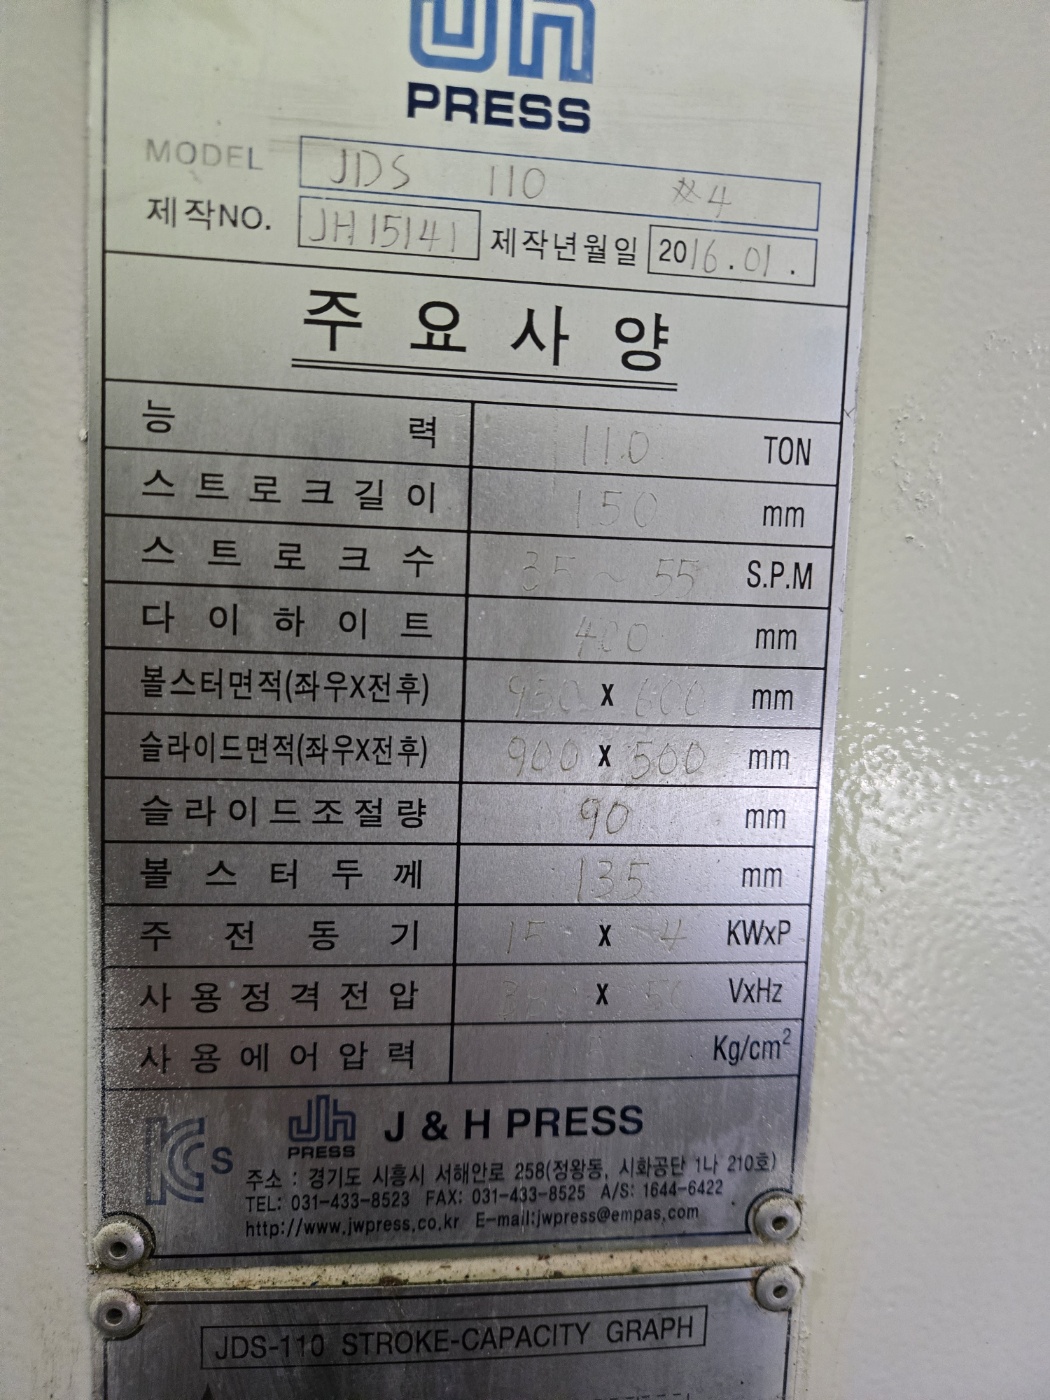 Jh
PRESS
MODEL JDS 110 #4
제작NO. JH15141 제작년월일 2016.01.
주요사양
능력 110 TON
스트로크길이 150 mm
스트로크수 35 ~ 55 S.P.M
다이하이트 400 mm
볼스터면적(좌우X전후) 950 X 600 mm
슬라이드면적(좌우X전후) 900 X 500 mm
슬라이드조절량 90 mm
볼스터두께 135 mm
주전동기 15 X 4 KWxP
사용정격전압 X VxHz
사용에어압력 Kg/cm²
KCs Jh PRESS J & H PRESS
주소 : 경기도 시흥시 서해안로 258(정왕동, 시화공단 1나 210호)
TEL: 031-433-8523 FAX: 031-433-8525 A/S: 1644-6422
http://www.jwpress.co.kr E-mail:jwpress@empas.com
JDS-110 STROKE-CAPACITY GRAPH